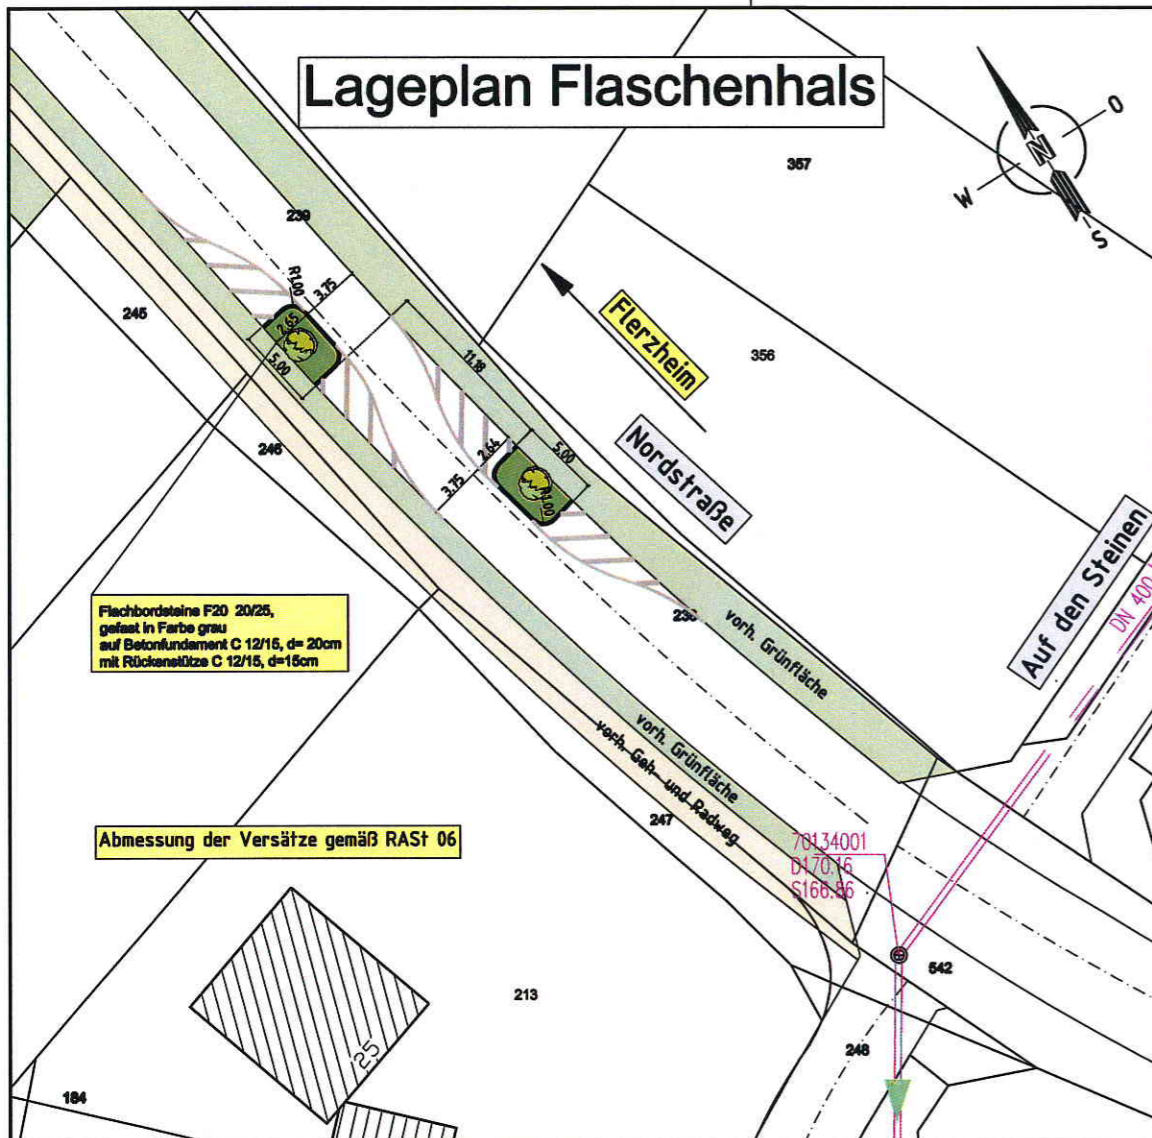 Lageplan Flaschenhals
357
O
N
W
S
239
R1.00
3.75
2.65
5.00
245
11.18
Flerzheim
356
Nordstraße
246
2.64
5.00
3.75
R1.00
Auf den Steinen
DN 400
Flachbordsteine F20 20/25,
gefast in Farbe grau
auf Betonfundament C 12/15, d= 20cm
mit Rückenstütze C 12/15, d=15cm
vorh. Grünfläche
vorh. Grünfläche
vorh. Geh- und Radweg
247
Abmessung der Versätze gemäß RASt 06
70134001
D170.16
S166.86
542
213
25
248
184